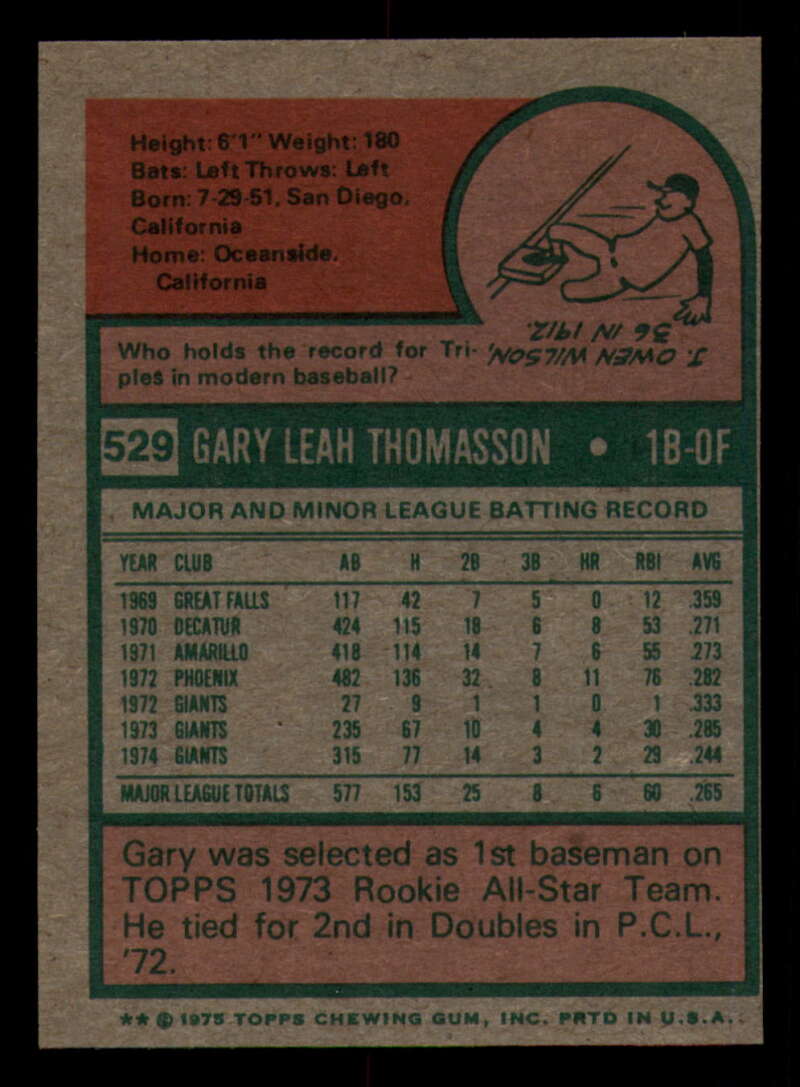 Height: 6'1" Weight: 180
Bats: Left Throws: Left
Born: 7-29-51, San Diego,
California
Home: Oceanside,
California
Who holds the record for Tri-
ples in modern baseball?
J. OWEN WILSON,
36 IN 1912.
529 GARY LEAH THOMASSON • 1B-OF
MAJOR AND MINOR LEAGUE BATTING RECORD
YEAR CLUB AB H 2B 3B HR RBI AVG
1969 GREAT FALLS 117 42 7 5 0 12 .359
1970 DECATUR 424 115 18 6 8 53 .271
1971 AMARILLO 418 114 14 7 6 55 .273
1972 PHOENIX 482 136 32 8 11 76 .282
1972 GIANTS 27 9 1 1 0 1 .333
1973 GIANTS 235 67 10 4 4 30 .285
1974 GIANTS 315 77 14 3 2 29 .244
MAJOR LEAGUE TOTALS 577 153 25 8 6 60 .265
Gary was selected as 1st baseman on
TOPPS 1973 Rookie All-Star Team.
He tied for 2nd in Doubles in P.C.L.,
'72.
** © 1975 TOPPS CHEWING GUM, INC. PRTD IN U.S.A.